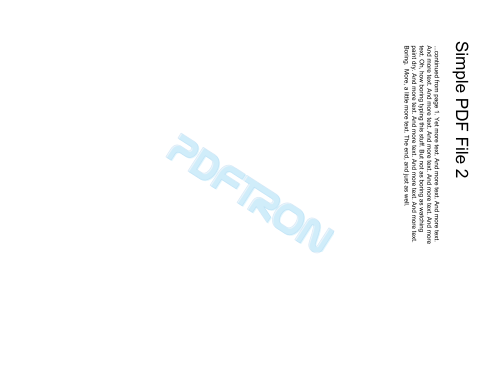 Simple PDF File 2
...continued from page 1. Yet more text. And more text. And more text.
And more text. And more text. And more text. And more text. And more
text. Oh, how boring typing this stuff. But not as boring as watching
paint dry. And more text. And more text. And more text. And more text.
Boring.  More, a little more text. The end, and just as well.
PDFTRON